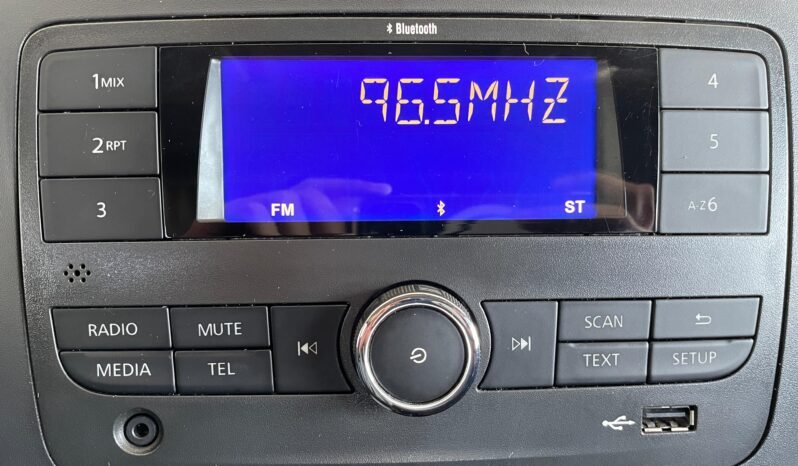 Bluetooth
1MIX
2RPT
3
96.5MHZ
FM
ST
4
5
A-Z6
RADIO
MUTE
MEDIA
TEL
SCAN
TEXT
SETUP